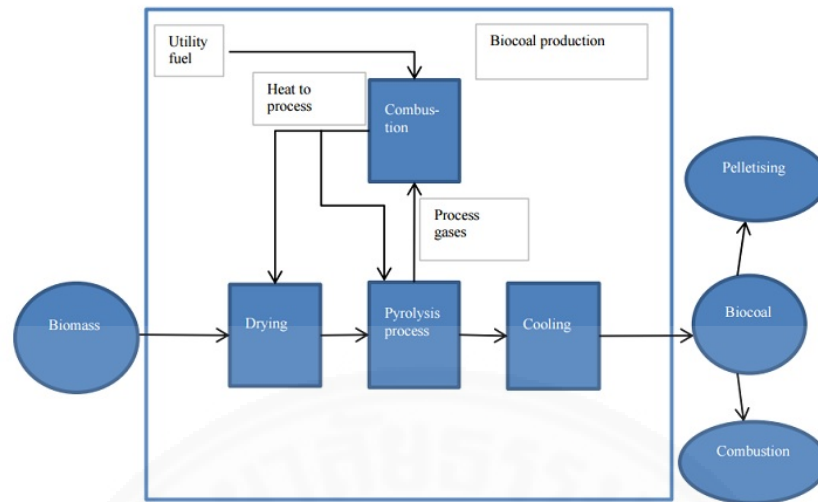 Utility
fuel
Biocoal production
Heat to
process
Combus-
tion
Pelletising
Process
gases
Biomass
Drying
Pyrolysis
process
Cooling
Biocoal
Combustion